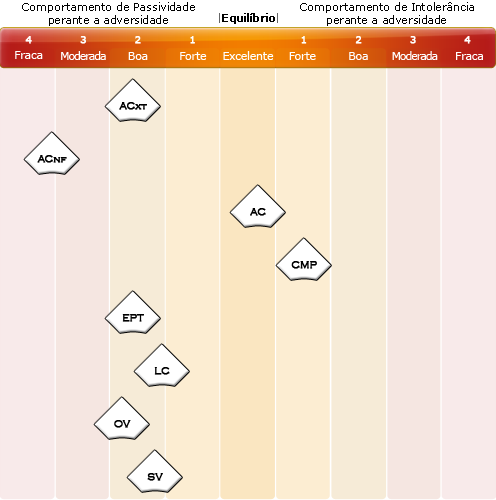 Comportamento de Passividade
perante a adversidade
|Equilíbrio|
Comportamento de Intolerância
perante a adversidade
4 3 2 1 1 2 3 4
Fraca Moderada Boa Forte Excelente Forte Boa Moderada Fraca
ACXT
ACNF
AC
CMP
EPT
LC
OV
SV